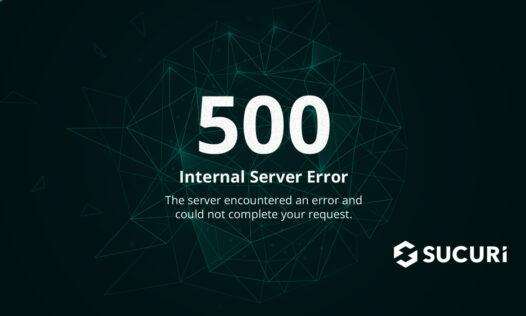 500
Internal Server Error
The server encountered an error and
could not complete your request.
SUCURi